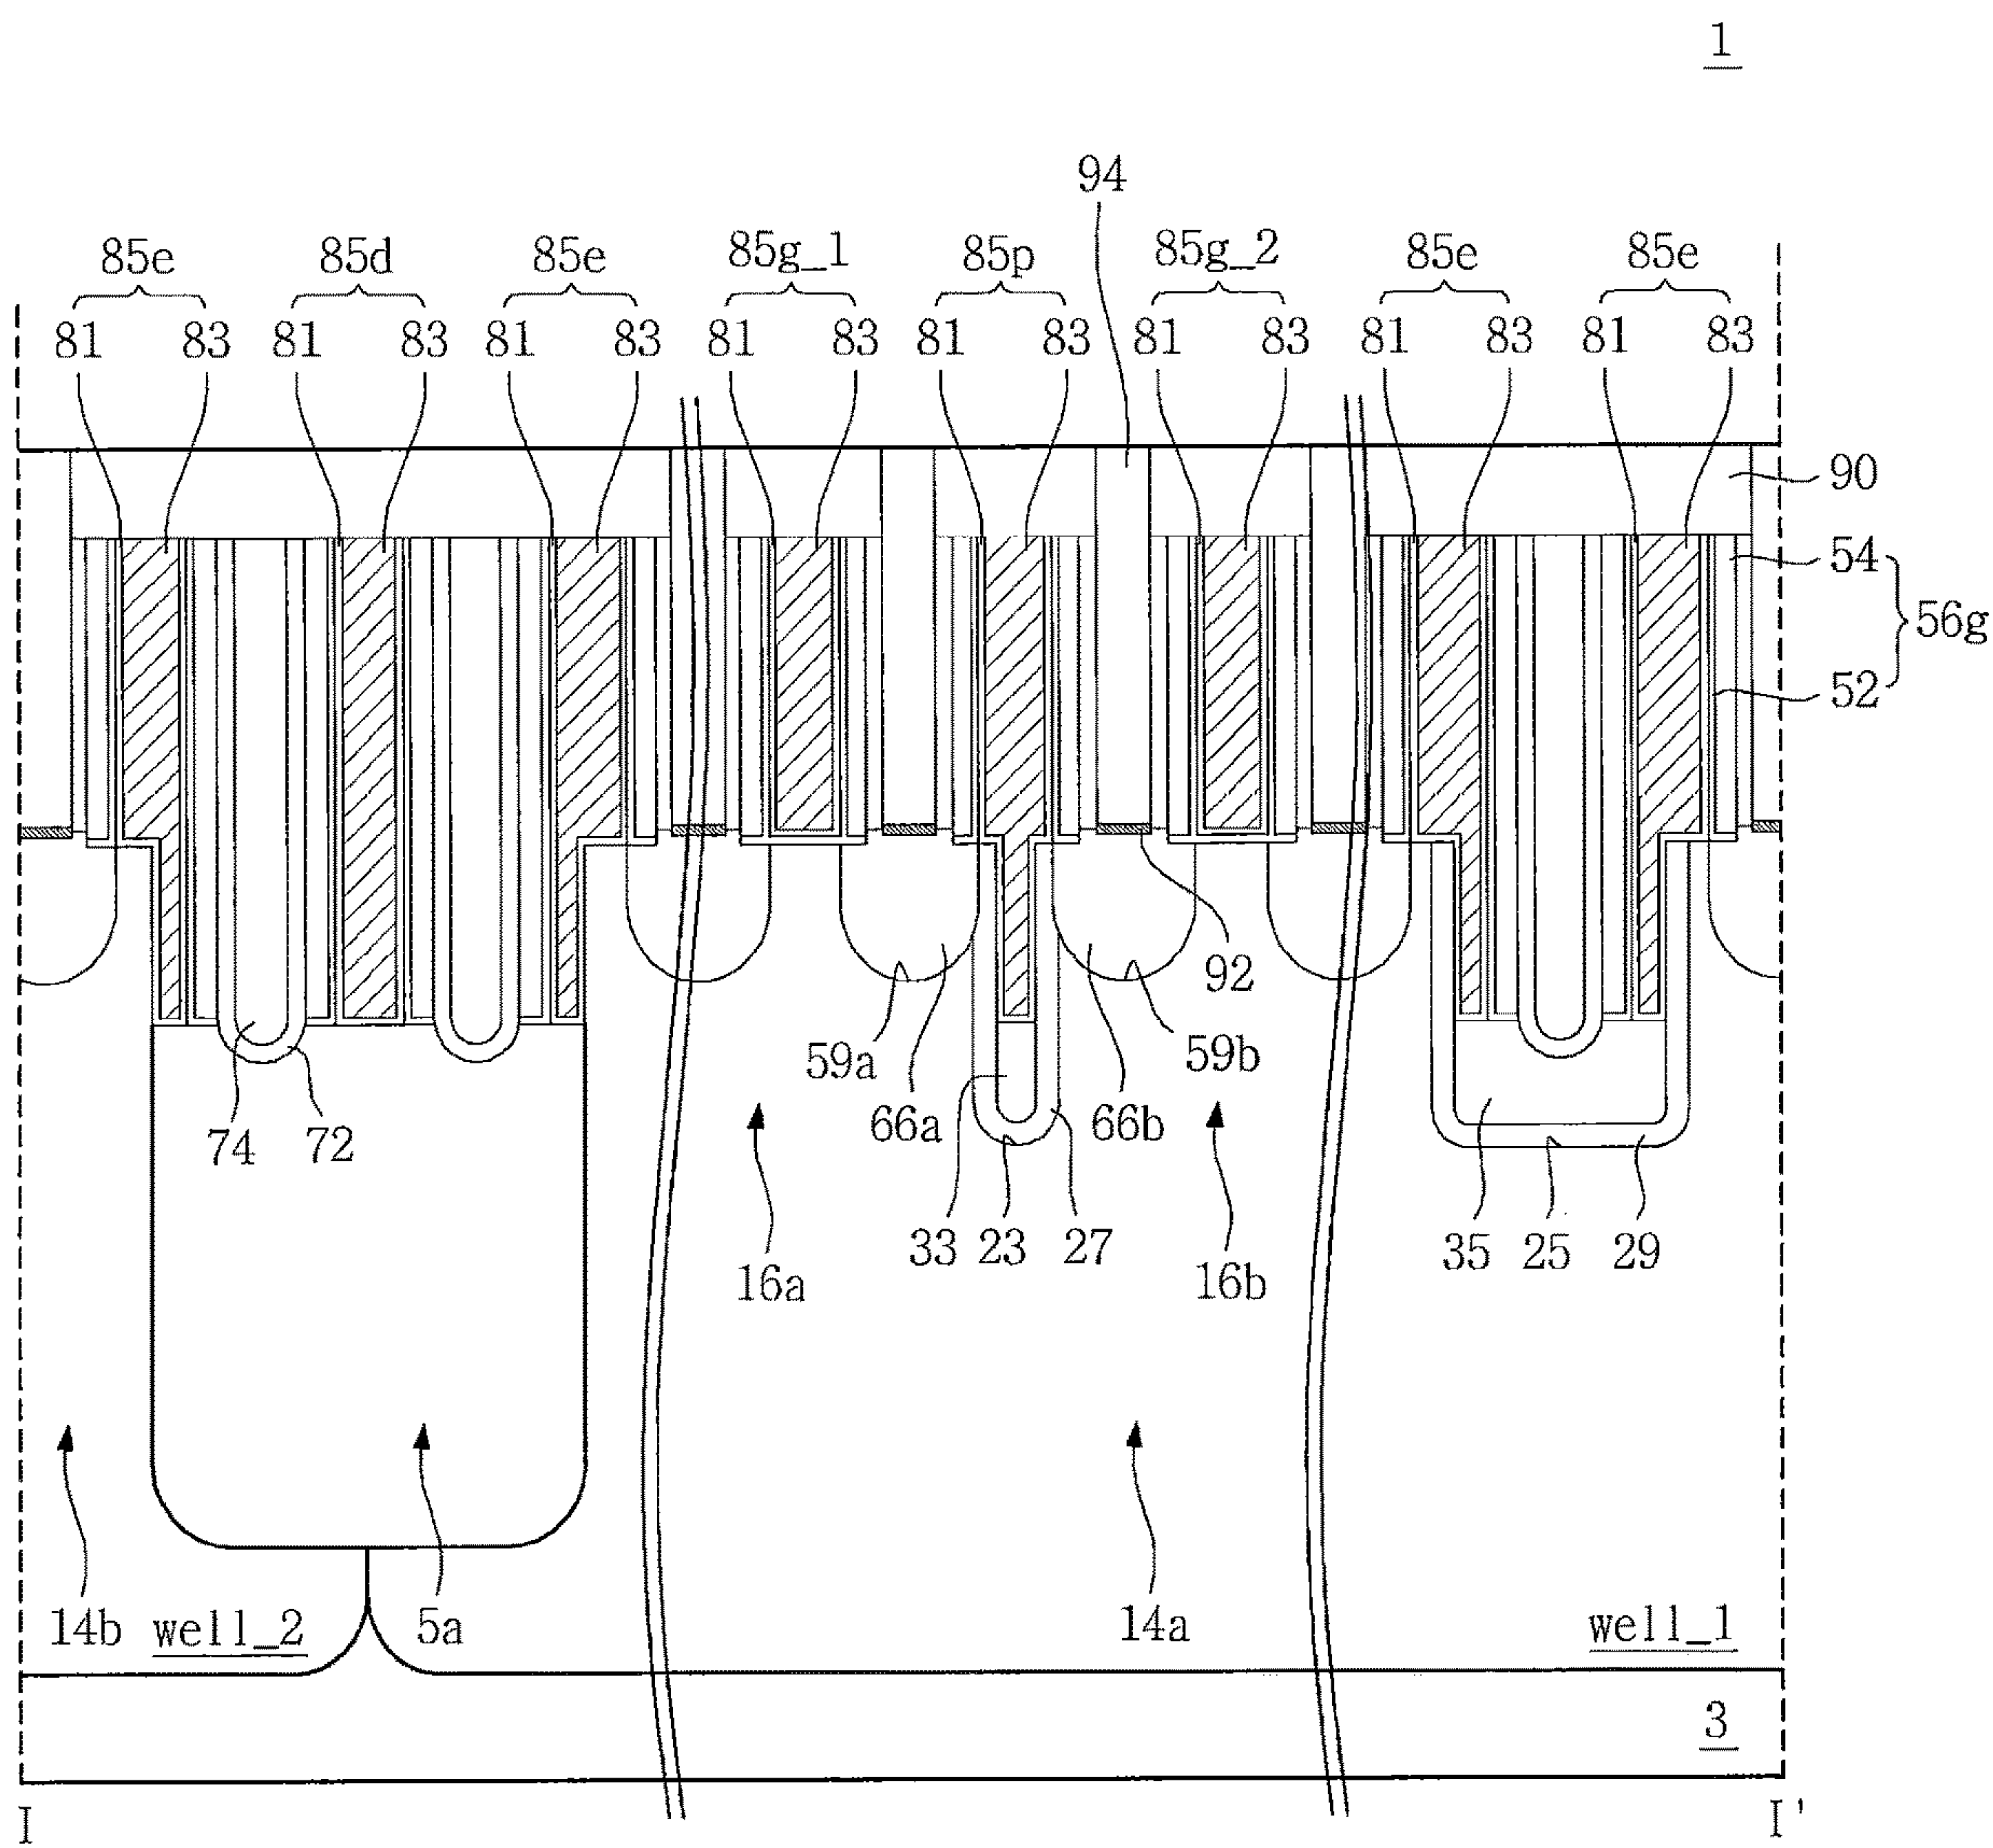 1
94
85e 85d 85e 85g_1 85p 85g_2 85e 85e
81 83 81 83 81 83 81 83 81 83 81 83 81 83 81 83
90
54
56g
52
92
59a 59b
66a 66b
74 72
33 23 27 35 25 29
16a 16b
14b well_2 5a 14a well_1
3
I I'